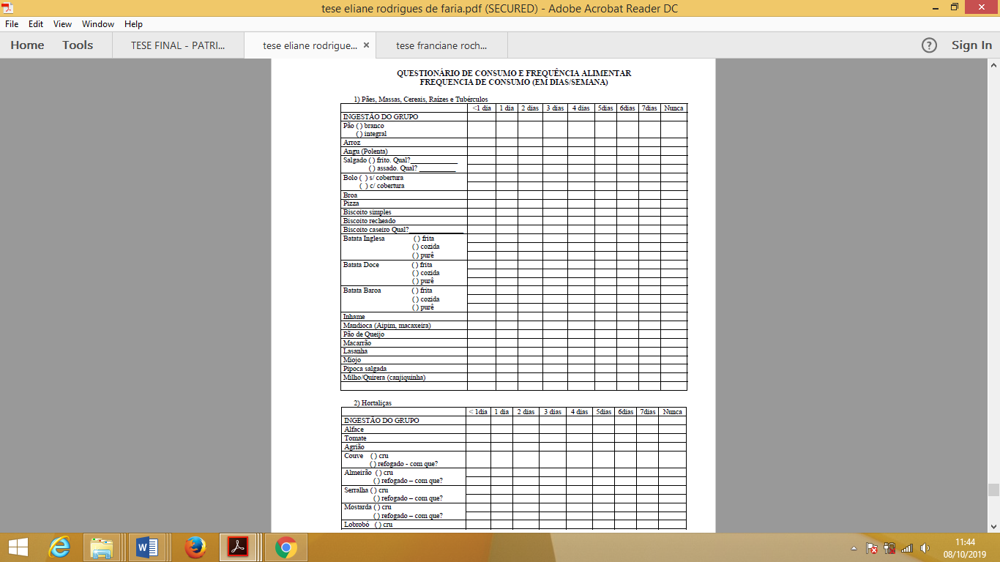 tese eliane rodrigues de faria.pdf (SECURED) - Adobe Acrobat Reader DC
File Edit View Window Help
Home Tools TESE FINAL - PATRI... tese eliane rodrigue... × tese franciane roch... ? Sign In
QUESTIONÁRIO DE CONSUMO E FREQUÊNCIA ALIMENTAR
FREQUENCIA DE CONSUMO (EM DIAS/SEMANA)
1) Pães, Massas, Cereais, Raízes e Tubérculos
<1 dia 1 dia 2 dias 3 dias 4 dias 5dias 6dias 7dias Nunca
INGESTÃO DO GRUPO
Pão ( ) branco
( ) integral
Arroz
Angu (Polenta)
Salgado ( ) frito. Qual?_____________
( ) assado. Qual? __________
Bolo ( ) s/ cobertura
( ) c/ cobertura
Broa
Pizza
Biscoito simples
Biscoito recheado
Biscoito caseiro Qual?_______________
Batata Inglesa ( ) frita
( ) cozida
( ) purê
Batata Doce ( ) frita
( ) cozida
( ) purê
Batata Baroa ( ) frita
( ) cozida
( ) purê
Inhame
Mandioca (Aipim, macaxeira)
Pão de Queijo
Macarrão
Lasanha
Miojo
Pipoca salgada
Milho/Quirera (canjiquinha)
2) Hortaliças
< 1dia 1 dia 2 dias 3 dias 4 dias 5dias 6dias 7dias Nunca
INGESTÃO DO GRUPO
Alface
Tomate
Agrião
Couve ( ) cru
( ) refogado - com que?
Almeirão ( ) cru
( ) refogado – com que?
Serralha ( ) cru
( ) refogado – com que?
Mostarda ( ) cru
( ) refogado – com que?
Lobrobó ( ) cru
11:44
08/10/2019